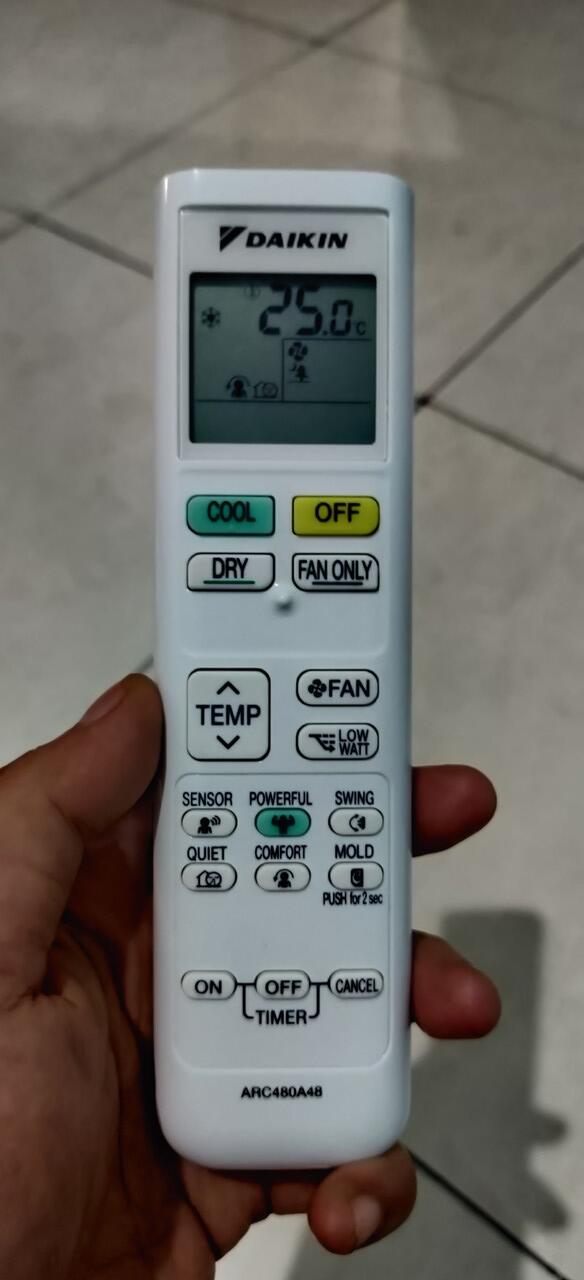 DAIKIN
25.0°C
COOL OFF
DRY FAN ONLY
TEMP FAN
LOW
WATT
SENSOR POWERFUL SWING
QUIET COMFORT MOLD
PUSH for 2 sec
ON OFF CANCEL
TIMER
ARC480A48